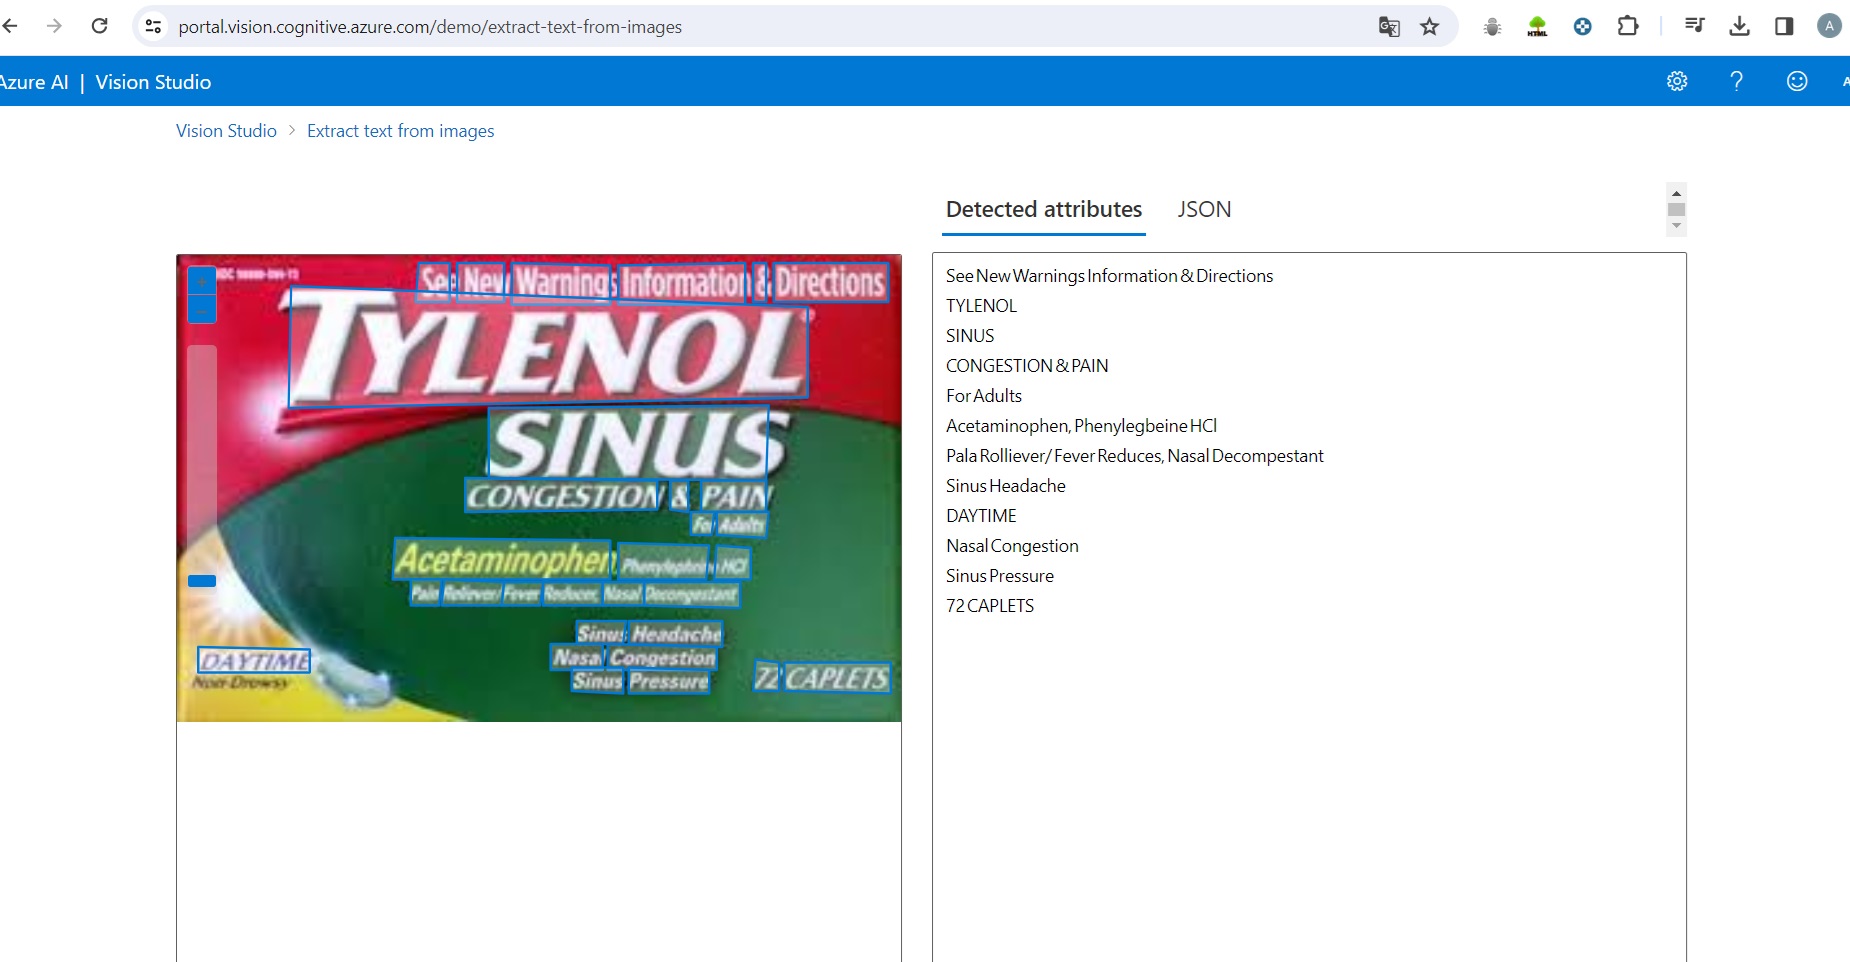 portal.vision.cognitive.azure.com/demo/extract-text-from-images
HTML
A
Azure AI | Vision Studio
A
Vision Studio > Extract text from images
Detected attributes
JSON
See New Warnings Information & Directions
TYLENOL®
SINUS
CONGESTION & PAIN
For Adults
Acetaminophen, Phenylephrine HCl
Pain Reliever/Fever Reducer, Nasal Decongestant
Sinus Headache
Nasal Congestion
Sinus Pressure
DAYTIME
Non-Drowsy
72 CAPLETS
See New Warnings Information & Directions
TYLENOL
SINUS
CONGESTION & PAIN
For Adults
Acetaminophen, Phenylegbeine HCl
Pala Rolliever/ Fever Reduces, Nasal Decompestant
Sinus Headache
DAYTIME
Nasal Congestion
Sinus Pressure
72 CAPLETS